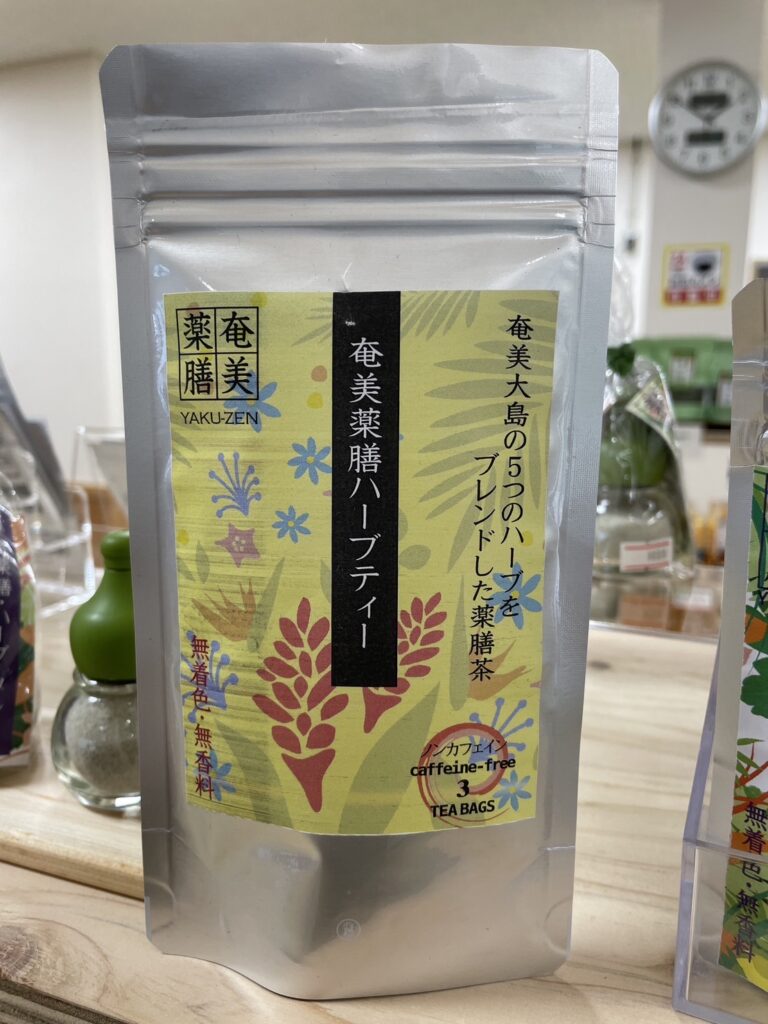 奄美大島の5つのハーブを
ブレンドした薬膳茶
奄美薬膳ハーブティー
奄美
薬膳
YAKU-ZEN
無着色・無香料
ノンカフェイン
caffeine-free
3
TEA BAGS
無着色・無香料